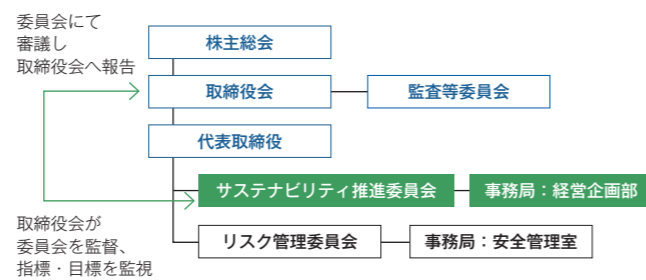 委員会にて
審議し
取締役会へ報告
株主総会
取締役会
監査等委員会
代表取締役
サステナビリティ推進委員会
事務局：経営企画部
リスク管理委員会
事務局：安全管理室
取締役会が
委員会を監督、
指標・目標を監視